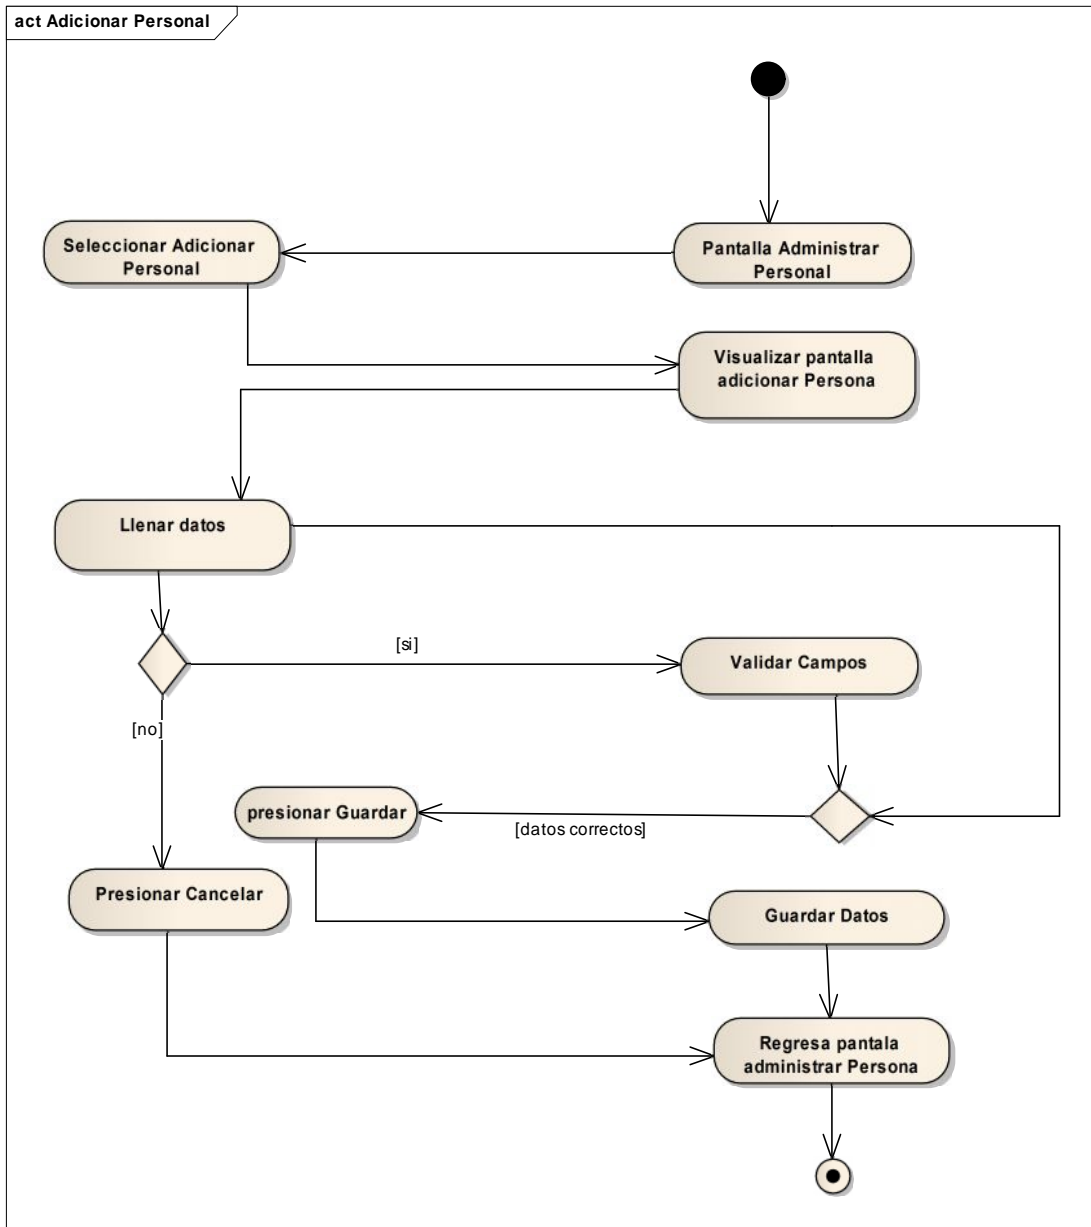 act Adicionar Personal
Seleccionar Adicionar
Personal
Pantalla Administrar
Personal
Visualizar pantalla
adicionar Persona
Llenar datos
[si]
Validar Campos
[no]
presionar Guardar
[datos correctos]
Presionar Cancelar
Guardar Datos
Regresa pantala
administrar Persona